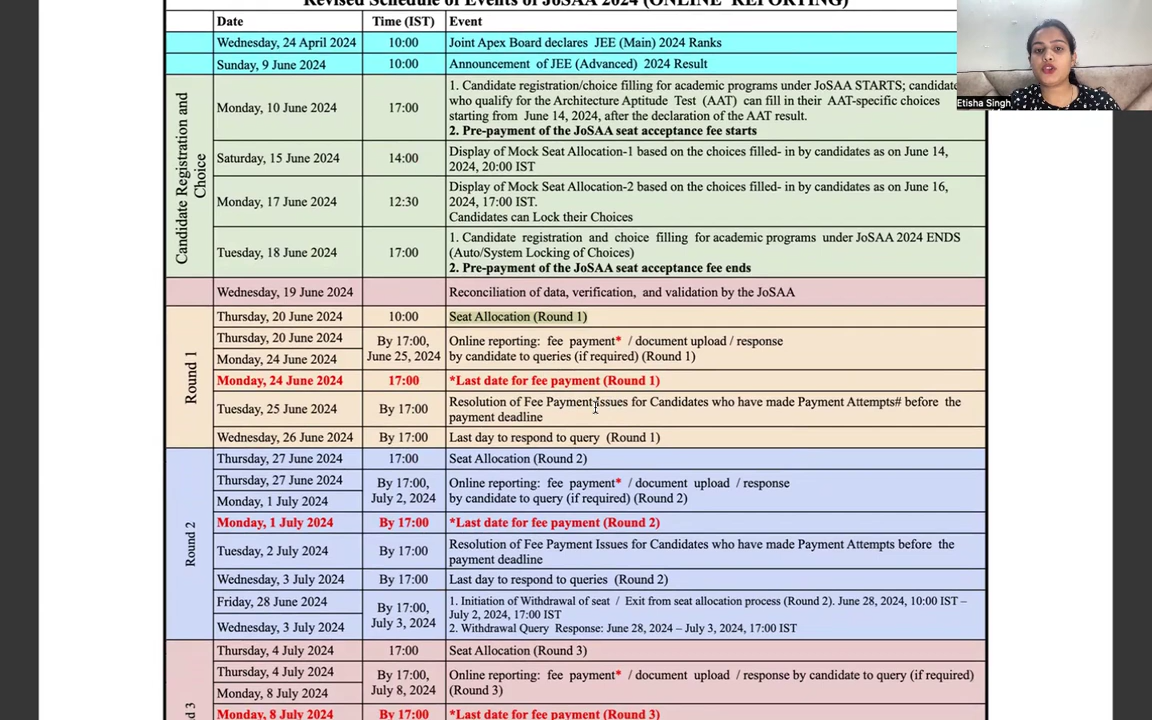 Revised Schedule of Events of JoSAA 2024 (ONLINE REPORTING)
Date Time (IST) Event
Wednesday, 24 April 2024 10:00 Joint Apex Board declares JEE (Main) 2024 Ranks
Sunday, 9 June 2024 10:00 Announcement of JEE (Advanced) 2024 Result
Candidate Registration and
Choice
Monday, 10 June 2024 17:00 1. Candidate registration/choice filling for academic programs under JoSAA STARTS;
who qualify for the Architecture Aptitude Test (AAT) can fill in their AAT-specific choices
starting from June 14, 2024, after the declaration of the AAT result.
2. Pre-payment of the JoSAA seat acceptance fee starts
Saturday, 15 June 2024 14:00 Display of Mock Seat Allocation-1 based on the choices filled- in by candidates as on June 14,
2024, 20:00 IST
Monday, 17 June 2024 12:30 Display of Mock Seat Allocation-2 based on the choices filled- in by candidates as on June 16,
2024, 17:00 IST.
Candidates can Lock their Choices
Tuesday, 18 June 2024 17:00 1. Candidate registration and choice filling for academic programs under JoSAA 2024 ENDS
(Auto/System Locking of Choices)
2. Pre-payment of the JoSAA seat acceptance fee ends
Wednesday, 19 June 2024 Reconciliation of data, verification, and validation by the JoSAA
Round 1
Thursday, 20 June 2024 10:00 Seat Allocation (Round 1)
Thursday, 20 June 2024 By 17:00, Online reporting: fee payment* / document upload / response
Monday, 24 June 2024 June 25, 2024 by candidate to queries (if required) (Round 1)
Monday, 24 June 2024 17:00 *Last date for fee payment (Round 1)
Tuesday, 25 June 2024 By 17:00 Resolution of Fee Payment Issues for Candidates who have made Payment Attempts# before the
payment deadline
Wednesday, 26 June 2024 By 17:00 Last day to respond to query (Round 1)
Round 2
Thursday, 27 June 2024 17:00 Seat Allocation (Round 2)
Thursday, 27 June 2024 By 17:00, Online reporting: fee payment* / document upload / response
Monday, 1 July 2024 July 2, 2024 by candidate to query (if required) (Round 2)
Monday, 1 July 2024 By 17:00 *Last date for fee payment (Round 2)
Tuesday, 2 July 2024 By 17:00 Resolution of Fee Payment Issues for Candidates who have made Payment Attempts before the
payment deadline
Wednesday, 3 July 2024 By 17:00 Last day to respond to queries (Round 2)
Friday, 28 June 2024 By 17:00, 1. Initiation of Withdrawal of seat / Exit from seat allocation process (Round 2). June 28, 2024, 10:00 IST –
July 2, 2024, 17:00 IST
Wednesday, 3 July 2024 July 3, 2024 2. Withdrawal Query Response: June 28, 2024 – July 3, 2024, 17:00 IST
Thursday, 4 July 2024 17:00 Seat Allocation (Round 3)
Thursday, 4 July 2024 By 17:00, Online reporting: fee payment* / document upload / response by candidate to query (if required)
Monday, 8 July 2024 July 8, 2024 (Round 3)
Monday, 8 July 2024 By 17:00 *Last date for fee payment (Round 3)
Etisha Singh